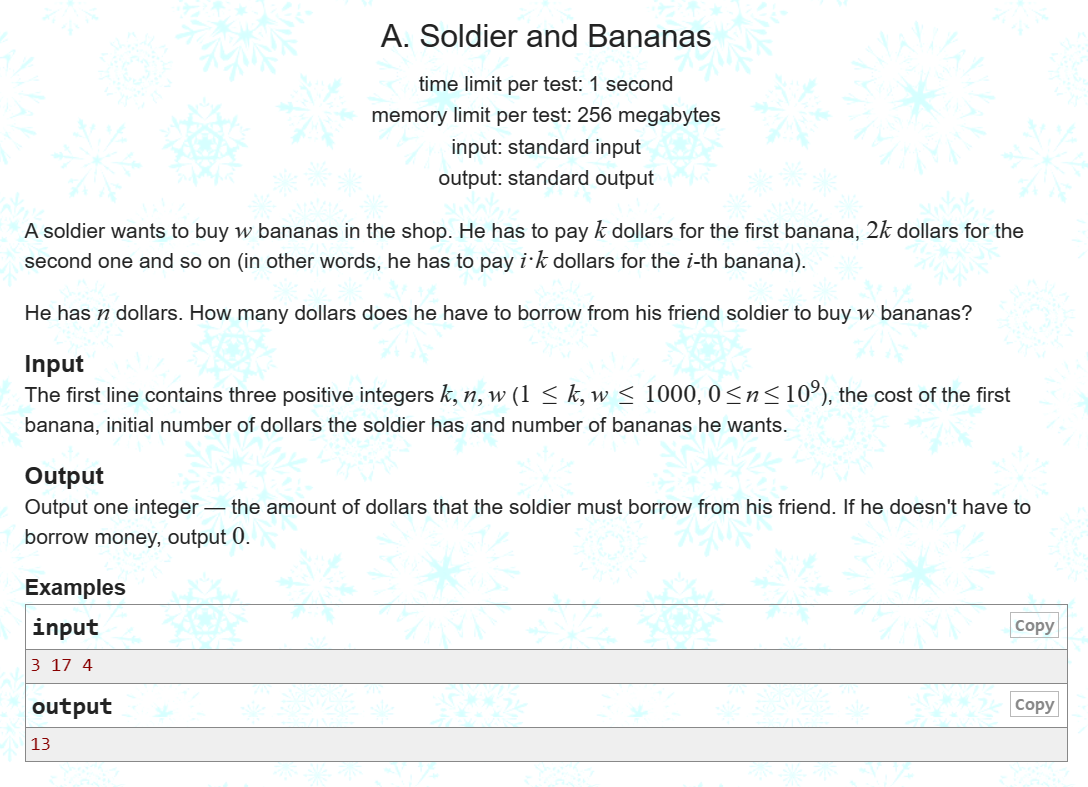 A. Soldier and Bananas
time limit per test: 1 second
memory limit per test: 256 megabytes
input: standard input
output: standard output
A soldier wants to buy w bananas in the shop. He has to pay k dollars for the first banana, 2k dollars for the
second one and so on (in other words, he has to pay i·k dollars for the i-th banana).
He has n dollars. How many dollars does he have to borrow from his friend soldier to buy w bananas?
Input
The first line contains three positive integers k, n, w (1 ≤ k, w ≤ 1000, 0 ≤ n ≤ 10⁹), the cost of the first
banana, initial number of dollars the soldier has and number of bananas he wants.
Output
Output one integer — the amount of dollars that the soldier must borrow from his friend. If he doesn't have to
borrow money, output 0.
Examples
input Copy
3 17 4
output Copy
13